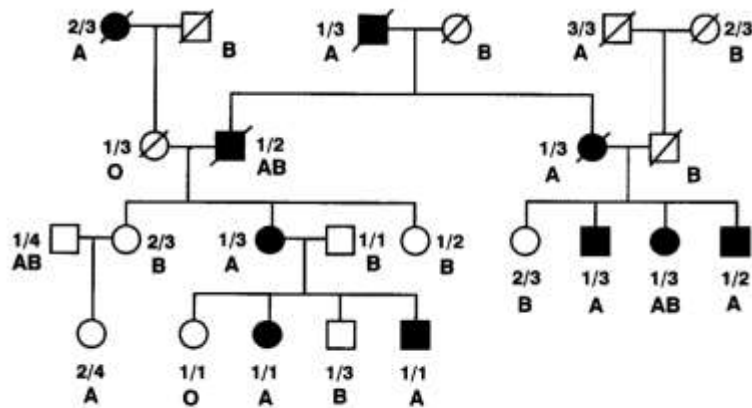 2/3 1/3 3/3 2/3
A B A B A B
1/3 1/2 1/3
O AB A B
1/4 2/3 1/3 1/1 1/2
AB B A B B
2/3 1/3 1/3 1/2
B A AB A
2/4 1/1 1/1 1/3 1/1
A O A B A